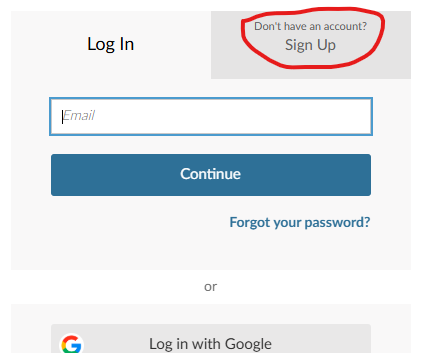 Log In
Don't have an account?
Sign Up
Email
Continue
Forgot your password?
or
Log in with Google